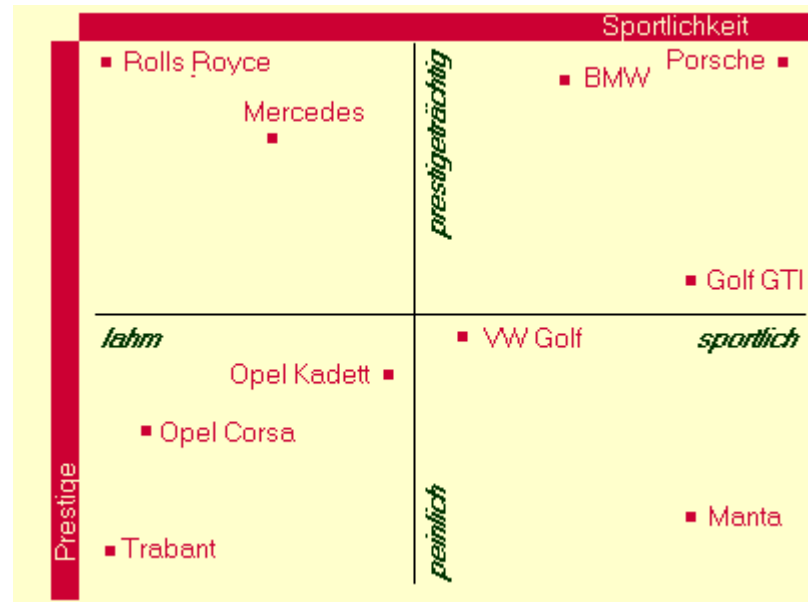 Sportlichkeit
Rolls Royce
Porsche
BMW
Mercedes
prestigeträchtig
Golf GTI
lahm
VW Golf
sportlich
Opel Kadett
Opel Corsa
Prestige
peinlich
Manta
Trabant